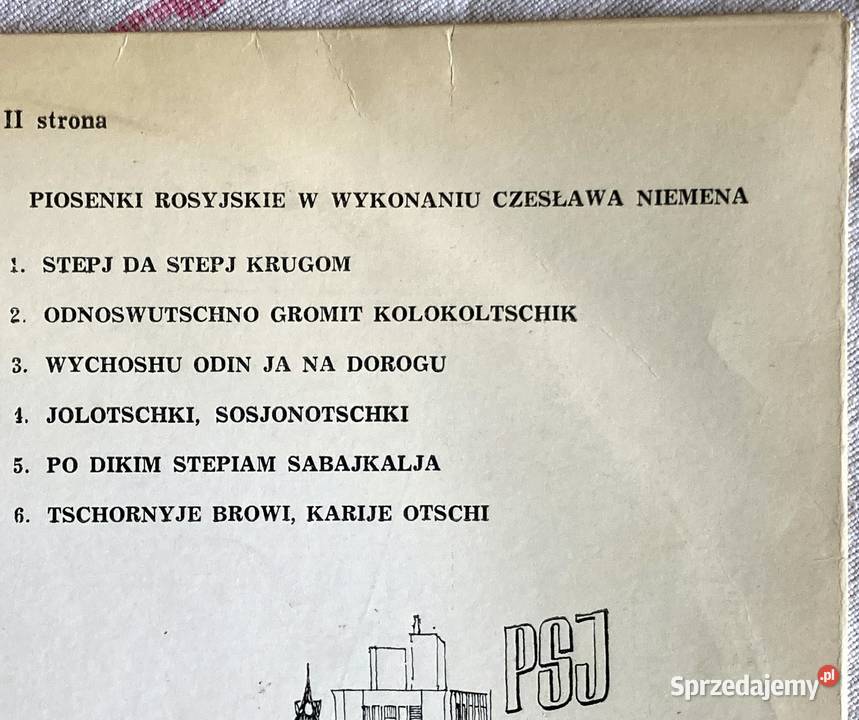 II strona
PIOSENKI ROSYJSKIE W WYKONANIU CZESŁAWA NIEMENA
1. STEPJ DA STEPJ KRUGOM
2. ODNOSWUTSCHNO GROMIT KOLOKOLTSCHIK
3. WYCHOSHU ODIN JA NA DOROGU
4. JOLOTSCHKI, SOSJONOTSCHKI
5. PO DIKIM STEPIAM SABAJKALJA
6. TSCHORNYJE BROWI, KARIJE OTSCHI
PSJ
Sprzedajemy.pl